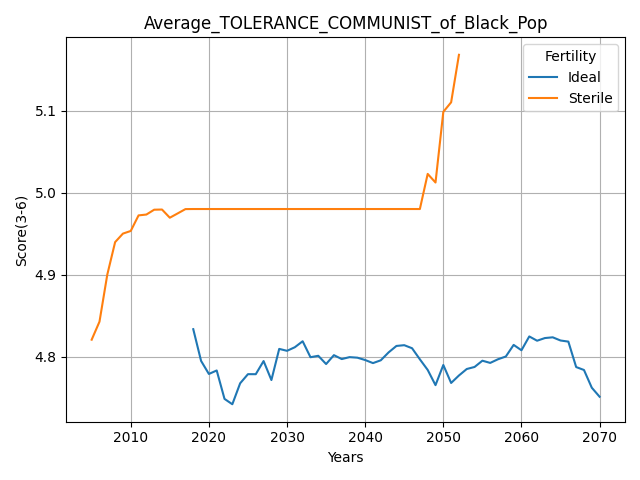 Average_TOLERANCE_COMMUNIST_of_Black_Pop
Fertility
Ideal
Sterile
5.1
5.0
4.9
4.8
Score(3-6)
2010 2020 2030 2040 2050 2060 2070
Years